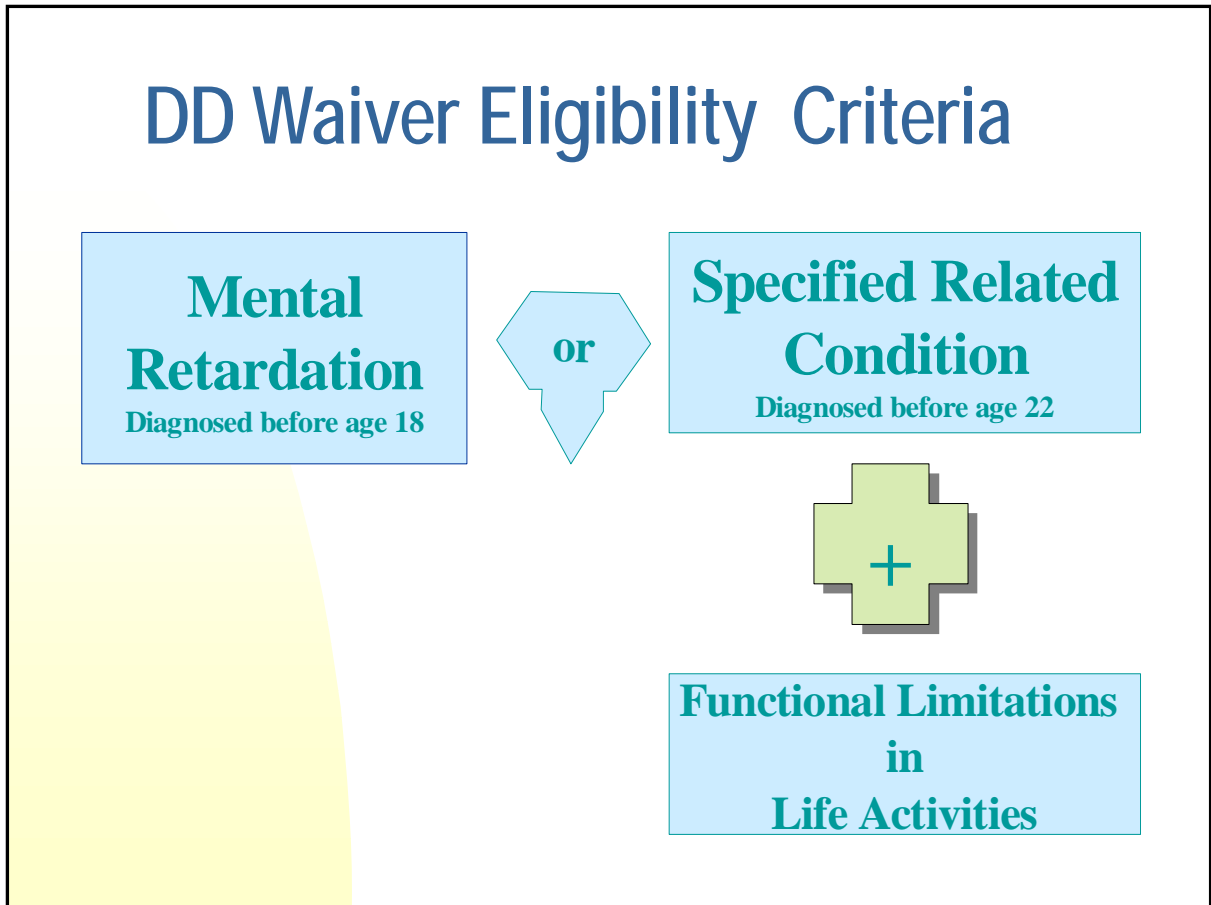 DD Waiver Eligibility Criteria
Mental
Retardation
Diagnosed before age 18
or
Specified Related
Condition
Diagnosed before age 22
+
Functional Limitations
in
Life Activities